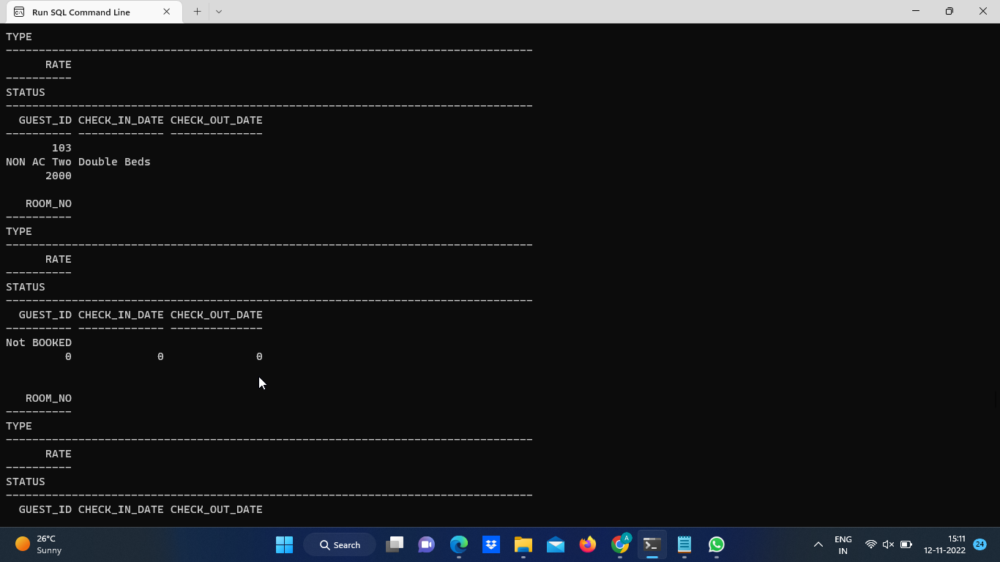 Run SQL Command Line
TYPE
--------------------------------------------------------------------------------
RATE
----------
STATUS
--------------------------------------------------------------------------------
GUEST_ID CHECK_IN_DATE CHECK_OUT_DATE
---------- ------------- --------------
103
NON AC Two Double Beds
2000
ROOM_NO
----------
TYPE
--------------------------------------------------------------------------------
RATE
----------
STATUS
--------------------------------------------------------------------------------
GUEST_ID CHECK_IN_DATE CHECK_OUT_DATE
---------- ------------- --------------
Not BOOKED
0 0 0
ROOM_NO
----------
TYPE
--------------------------------------------------------------------------------
RATE
----------
STATUS
--------------------------------------------------------------------------------
GUEST_ID CHECK_IN_DATE CHECK_OUT_DATE
26°C
Sunny
Search
A
ENG
IN
15:11
12-11-2022
24